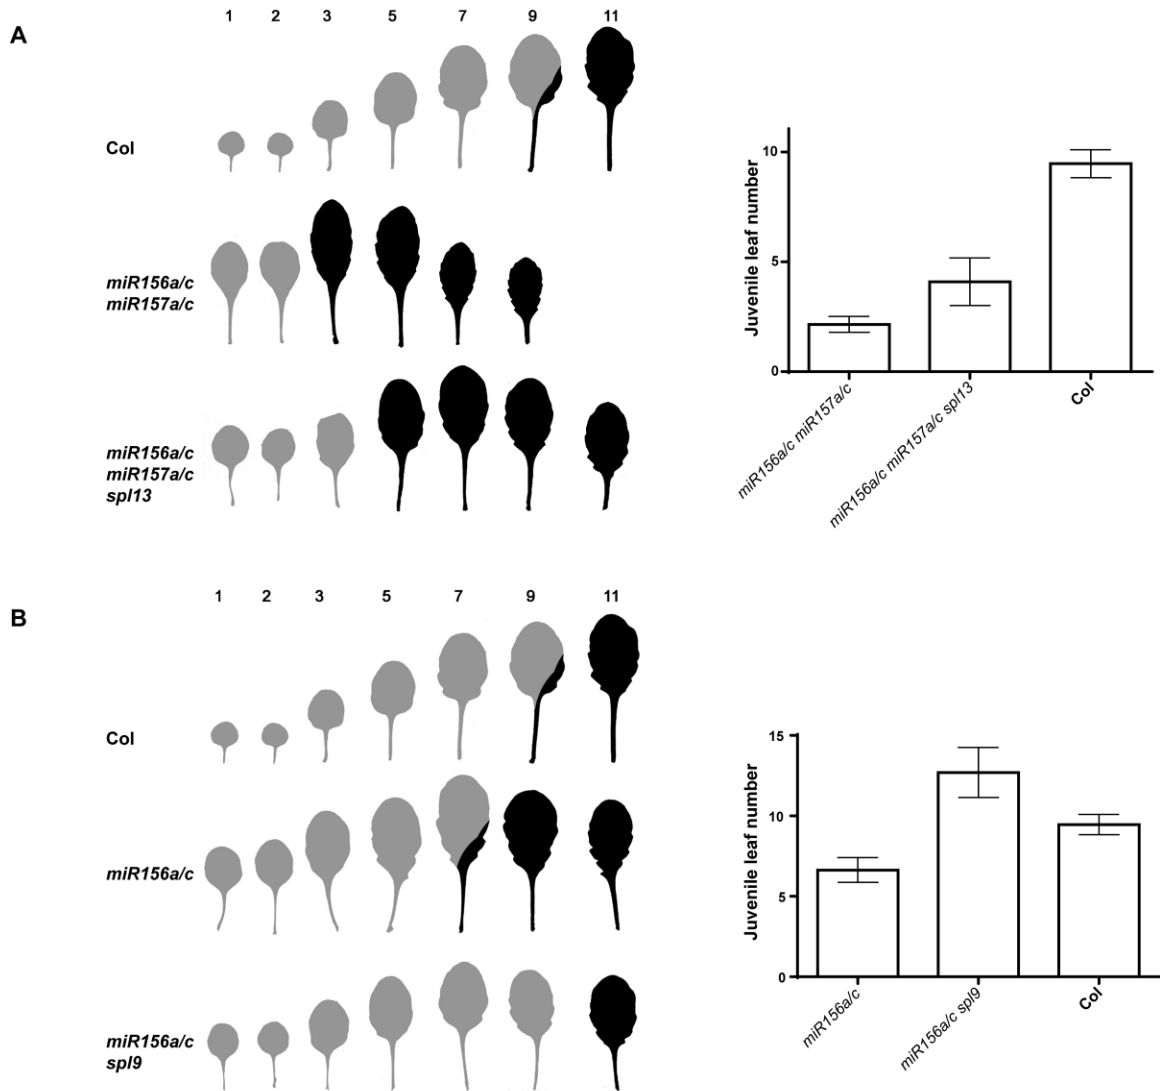 A
1 2 3 5 7 9 11
Col
miR156a/c
miR157a/c
miR156a/c
miR157a/c
spl13
Juvenile leaf number
10
5
0
miR156a/c miR157a/c
miR156a/c miR157a/c spl13
Col
B
1 2 3 5 7 9 11
Col
miR156a/c
miR156a/c
spl9
Juvenile leaf number
15
10
5
0
miR156a/c
miR156a/c spl9
Col